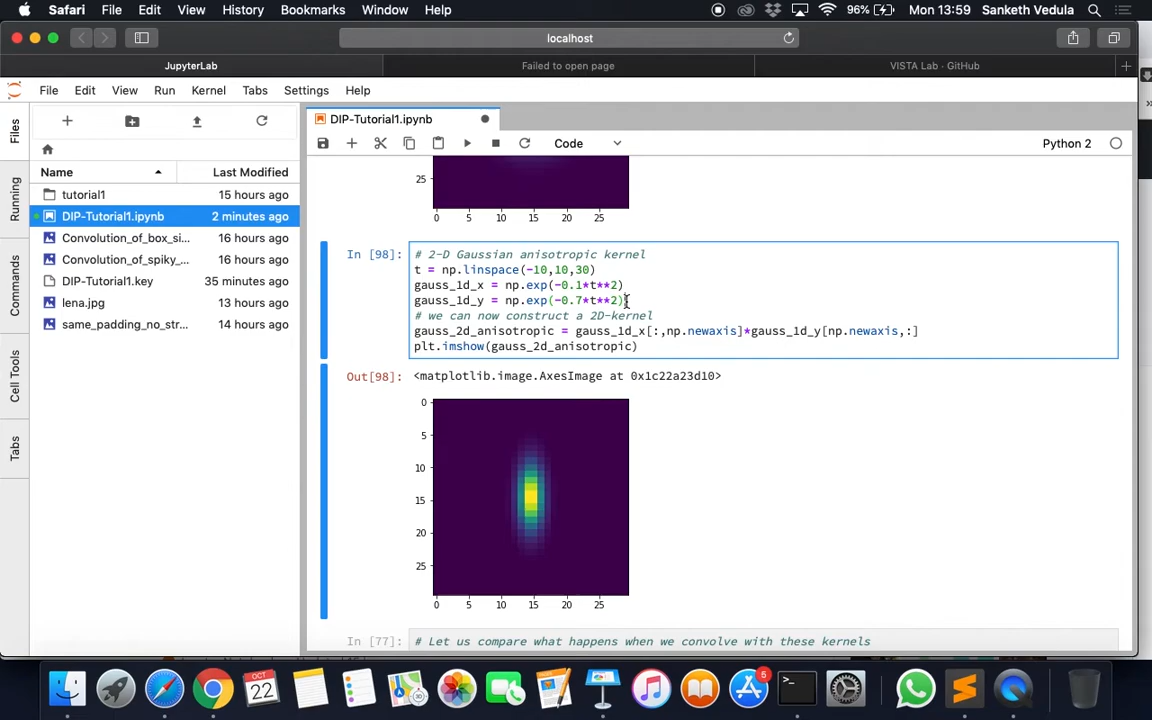 Safari File Edit View History Bookmarks Window Help 96% Mon 13:59 Sanketh Vedula
localhost
JupyterLab Failed to open page VISTA Lab · GitHub
File Edit View Run Kernel Tabs Settings Help
DIP-Tutorial1.ipynb
Code Python 2
Files
Running
Commands
Cell Tools
Tabs
Name Last Modified
tutorial1 15 hours ago
DIP-Tutorial1.ipynb 2 minutes ago
Convolution_of_box_si... 16 hours ago
Convolution_of_spiky_... 16 hours ago
DIP-Tutorial1.key 35 minutes ago
lena.jpg 13 hours ago
same_padding_no_str... 14 hours ago
25
0 5 10 15 20 25
In [98]:
# 2-D Gaussian anisotropic kernel
t = np.linspace(-10,10,30)
gauss_1d_x = np.exp(-0.1*t**2)
gauss_1d_y = np.exp(-0.7*t**2)
# we can now construct a 2D-kernel
gauss_2d_anisotropic = gauss_1d_x[:,np.newaxis]*gauss_1d_y[np.newaxis,:]
plt.imshow(gauss_2d_anisotropic)
Out[98]: <matplotlib.image.AxesImage at 0x1c22a23d10>
0
5
10
15
20
25
0 5 10 15 20 25
In [77]: # Let us compare what happens when we convolve with these kernels
OCT
22
5